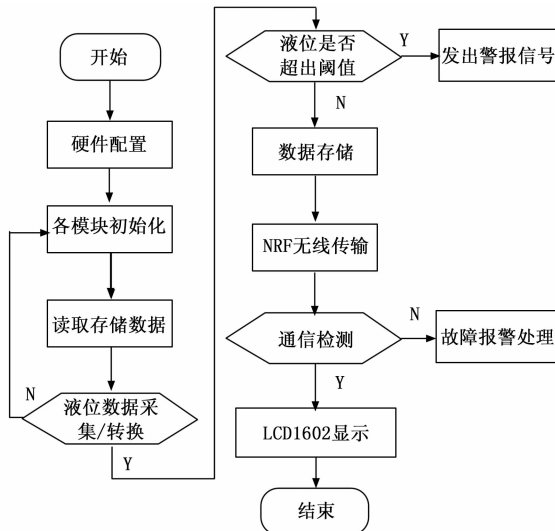 开始
硬件配置
各模块初始化
读取存储数据
N
液位数据采
集/转换
Y
液位是否
超出阈值
Y
发出警报信号
N
数据存储
NRF无线传输
通信检测
N
故障报警处理
Y
LCD1602显示
结束